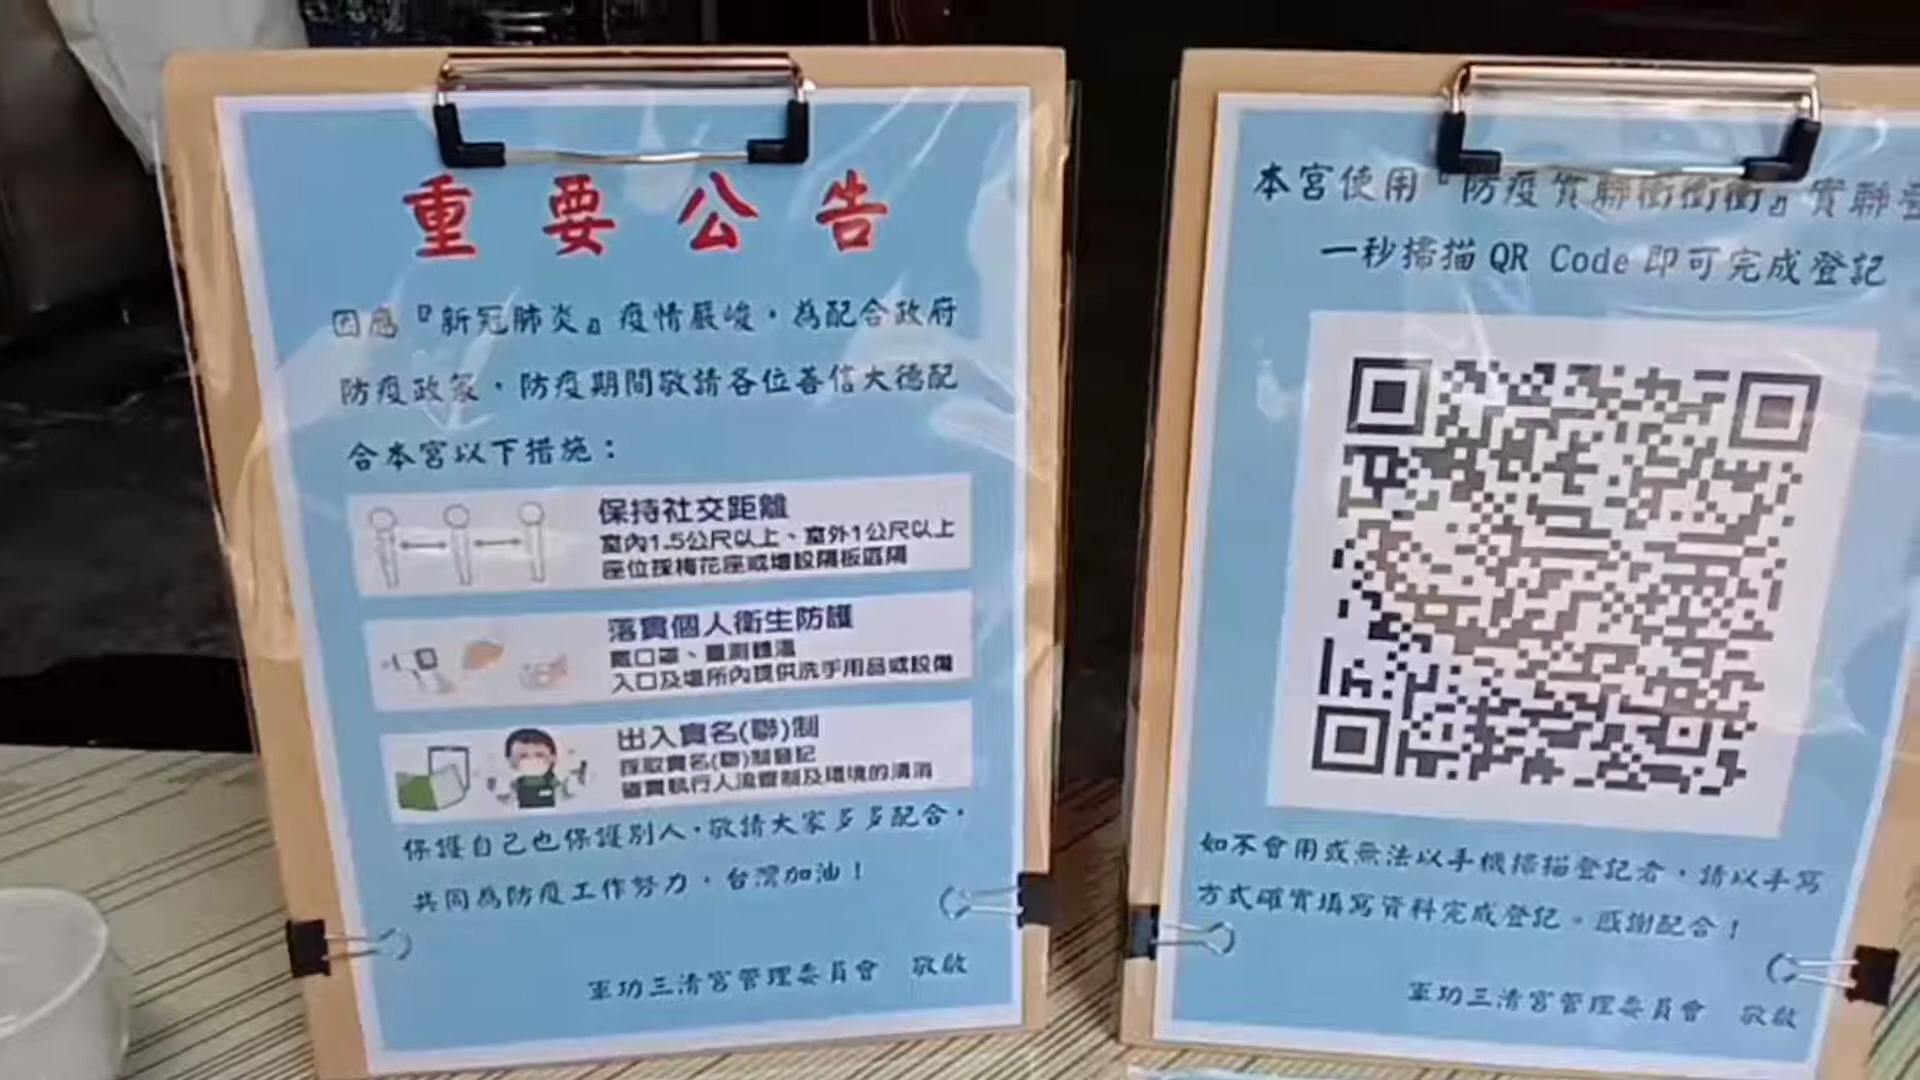 重要公告
因應『新冠肺炎』疫情嚴峻，為配合政府
防疫政策，防疫期間敬請各位善信大德配
合本宮以下措施：
保持社交距離
室內1.5公尺以上、室外1公尺以上
座位採梅花座或增設隔板區隔
落實個人衛生防護
戴口罩、量測體溫
入口及場所內提供洗手用品或設備
出入實名(聯)制
採取實名(聯)制登記
確實執行人流管制及環境的清消
保護自己也保護別人，敬請大家多多配合，
共同為防疫工作努力，台灣加油！
軍功三清宮管理委員會 敬啟
本宮使用『防疫實聯衝衝衝』實聯登
一秒掃描 QR Code 即可完成登記
如不會用或無法以手機掃描登記者，請以手寫
方式確實填寫資料完成登記。感謝配合！
軍功三清宮管理委員會 敬啟